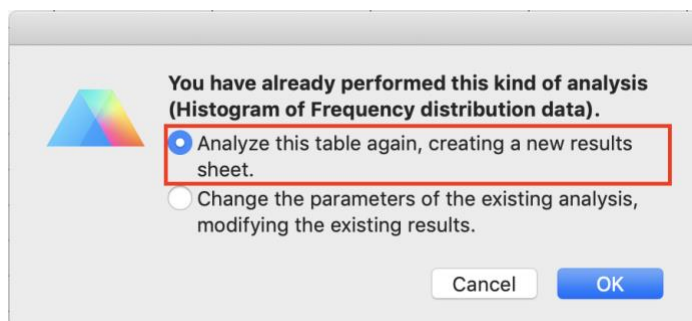 You have already performed this kind of analysis
(Histogram of Frequency distribution data).
Analyze this table again, creating a new results
sheet.
Change the parameters of the existing analysis,
modifying the existing results.
Cancel
OK